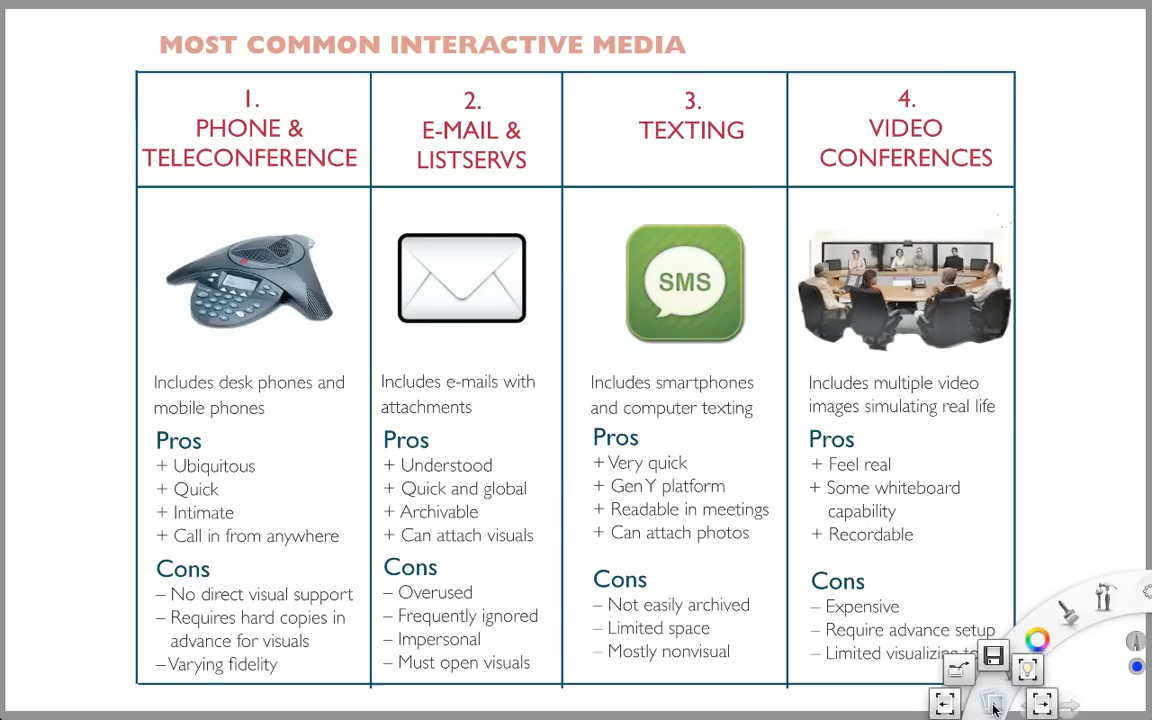 MOST COMMON INTERACTIVE MEDIA
1.
PHONE &
TELECONFERENCE
2.
E-MAIL &
LISTSERVS
3.
TEXTING
4.
VIDEO
CONFERENCES
SMS
Includes desk phones and
mobile phones
Pros
+ Ubiquitous
+ Quick
+ Intimate
+ Call in from anywhere
Cons
– No direct visual support
– Requires hard copies in
advance for visuals
– Varying fidelity
Includes e-mails with
attachments
Pros
+ Understood
+ Quick and global
+ Archivable
+ Can attach visuals
Cons
– Overused
– Frequently ignored
– Impersonal
– Must open visuals
Includes smartphones
and computer texting
Pros
+ Very quick
+ Gen Y platform
+ Readable in meetings
+ Can attach photos
Cons
– Not easily archived
– Limited space
– Mostly nonvisual
Includes multiple video
images simulating real life
Pros
+ Feel real
+ Some whiteboard
capability
+ Recordable
Cons
– Expensive
– Require advance setup
– Limited visualizing